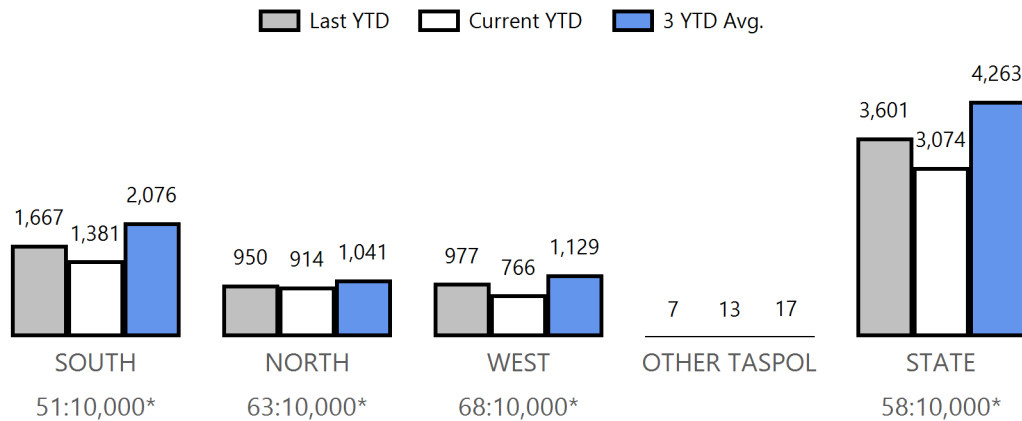 Last YTD Current YTD 3 YTD Avg.
4,263
3,601
3,074
2,076
1,667
1,381
950 914 1,041
977 766 1,129
7 13 17
SOUTH NORTH WEST OTHER TASPOL STATE
51:10,000* 63:10,000* 68:10,000* 58:10,000*